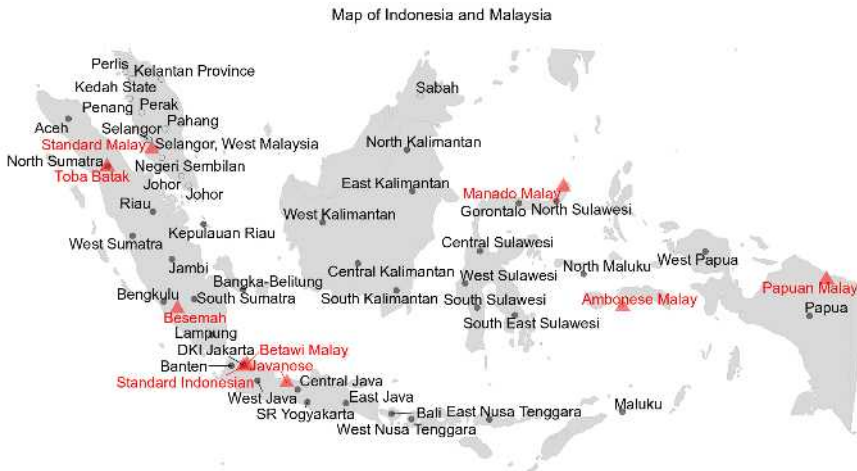 Map of Indonesia and Malaysia
Perlis
Kelantan Province
Kedah State
Sabah
Penang
Perak
Pahang
Aceh
Selangor
Standard Malay
Selangor, West Malaysia
North Kalimantan
North Sumatra
Negeri Sembilan
Toba Batak
Johor
Johor
East Kalimantan
Manado Malay
Riau
Gorontalo
North Sulawesi
West Kalimantan
Kepulauan Riau
West Sumatra
Central Sulawesi
West Papua
Jambi
Central Kalimantan
North Maluku
Bangka-Belitung
West Sulawesi
Papuan Malay
Bengkulu
South Sumatra
South Kalimantan
South Sulawesi
Ambonese Malay
Papua
Besemah
South East Sulawesi
Lampung
DKI Jakarta
Betawi Malay
Banten
Javanese
Standard Indonesian
Central Java
West Java
East Java
SR Yogyakarta
Bali
East Nusa Tenggara
Maluku
West Nusa Tenggara